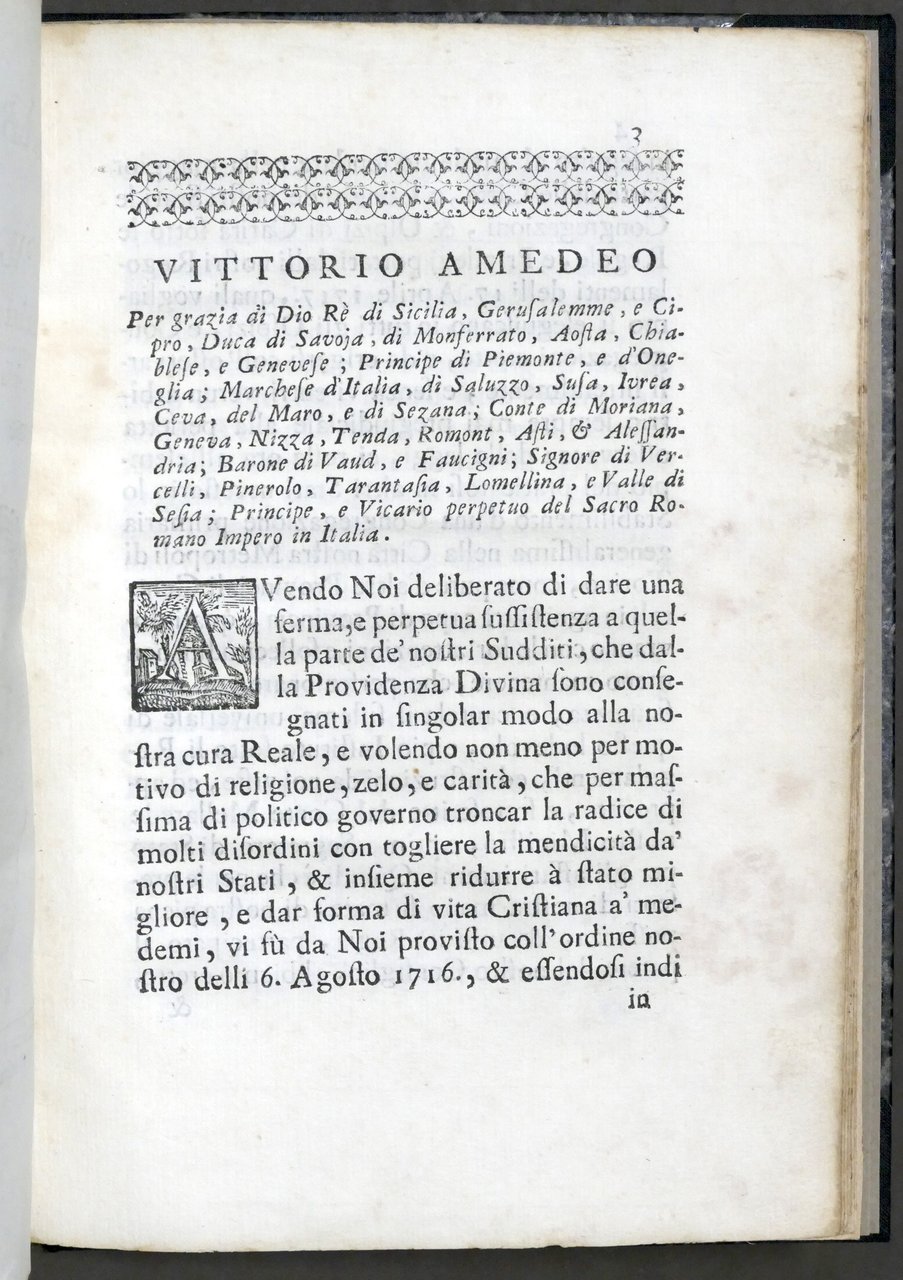 3
VITTORIO AMEDEO
Per grazia di Dio Rè di Sicilia, Geruſalemme, e Ci-
pro, Duca di Savoja, di Monferrato, Aoſta, Chia-
bleſe, e Geneveſe; Principe di Piemonte, e d'One-
glia; Marcheſe d'Italia, di Saluzzo, Suſa, Ivrea,
Ceva, del Maro, e di Sezana; Conte di Moriana,
Geneva, Nizza, Tenda, Romont, Aſti, & Aleſſan-
dria; Barone di Vaud, e Faucigni; Signore di Ver-
celli, Pinerolo, Tarantaſia, Lomellina, e Valle di
Seſia; Principe, e Vicario perpetuo del Sacro Ro-
mano Impero in Italia.
AVendo Noi deliberato di dare una
ferma, e perpetua ſuſſiſtenza a quel-
la parte de' noſtri Sudditi, che dal-
la Providenza Divina ſono conſe-
gnati in ſingolar modo alla no-
ſtra cura Reale, e volendo non meno per mo-
tivo di religione, zelo, e carità, che per maſ-
ſima di politico governo troncar la radice di
molti diſordini con togliere la mendicità da'
noſtri Stati, & inſieme ridurre à ſtato mi-
gliore, e dar forma di vita Criſtiana a' me-
demi, vi fù da Noi proviſto coll'ordine no-
ſtro delli 6. Agoſto 1716., & eſſendoſi indi
in